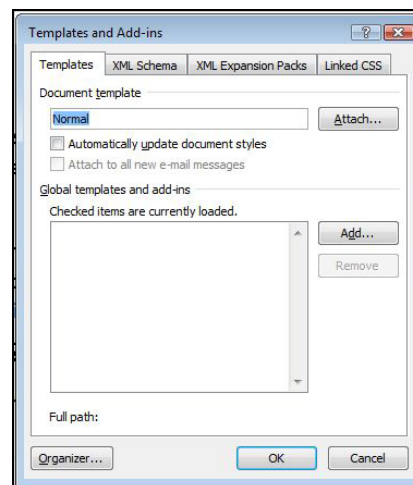 Templates and Add-ins
Templates XML Schema XML Expansion Packs Linked CSS
Document template
Normal Attach...
Automatically update document styles
Attach to all new e-mail messages
Global templates and add-ins
Checked items are currently loaded.
Add...
Remove
Full path:
Organizer... OK Cancel